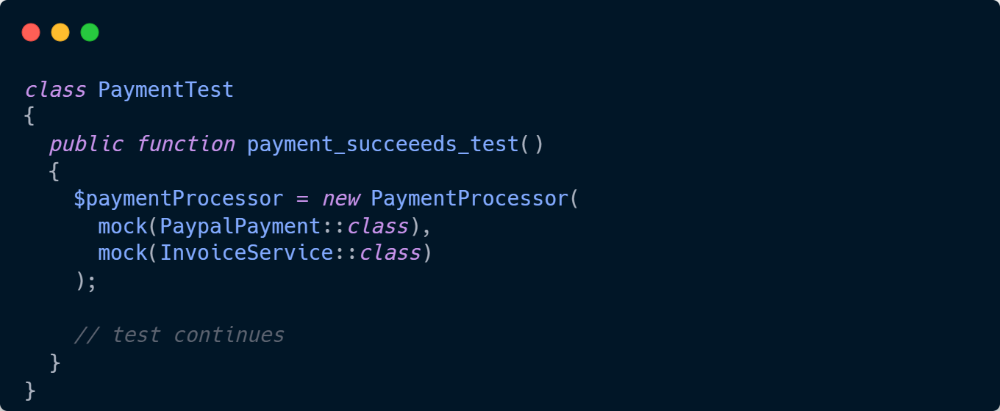 class PaymentTest
{
  public function payment_succeeeds_test()
  {
    $paymentProcessor = new PaymentProcessor(
      mock(PaypalPayment::class),
      mock(InvoiceService::class)
    );

    // test continues
  }
}